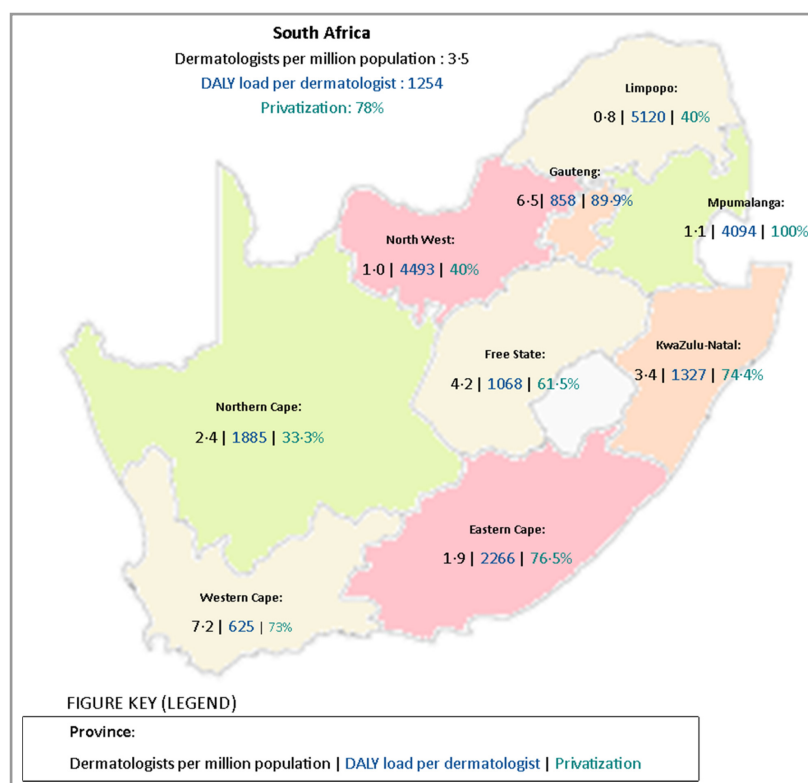 South Africa
Dermatologists per million population : 3·5
DALY load per dermatologist : 1254
Privatization: 78%
Limpopo:
0·8 | 5120 | 40%
Gauteng:
6·5| 858 | 89·9%
Mpumalanga:
1·1 | 4094 | 100%
North West:
1·0 | 4493 | 40%
Free State:
4·2 | 1068 | 61·5%
KwaZulu-Natal:
3·4 | 1327 | 74·4%
Northern Cape:
2·4 | 1885 | 33·3%
Eastern Cape:
1·9 | 2266 | 76·5%
Western Cape:
7·2 | 625 | 73%
FIGURE KEY (LEGEND)
Province:
Dermatologists per million population | DALY load per dermatologist | Privatization